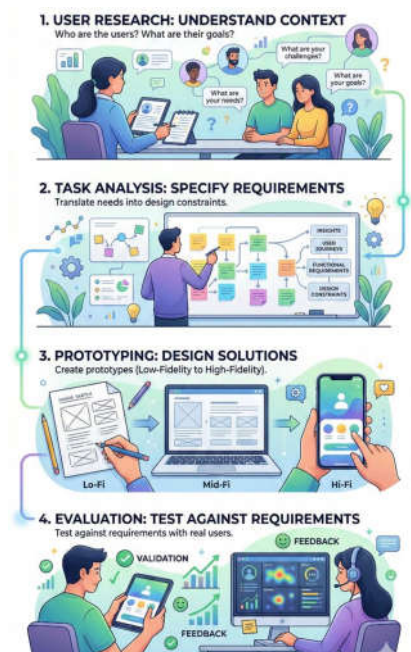 1. USER RESEARCH: UNDERSTAND CONTEXT
Who are the users? What are their goals?
What are your challenges?
What are your needs?
What are your goals?
2. TASK ANALYSIS: SPECIFY REQUIREMENTS
Translate needs into design constraints.
INSIGHTS
USER JOURNEYS
FUNCTIONAL REQUIREMENTS
DESIGN CONSTRAINTS
3. PROTOTYPING: DESIGN SOLUTIONS
Create prototypes (Low-Fidelity to High-Fidelity).
Lo-Fi
Mid-Fi
Hi-Fi
4. EVALUATION: TEST AGAINST REQUIREMENTS
Test against requirements with real users.
VALIDATION
FEEDBACK
FEEDBACK